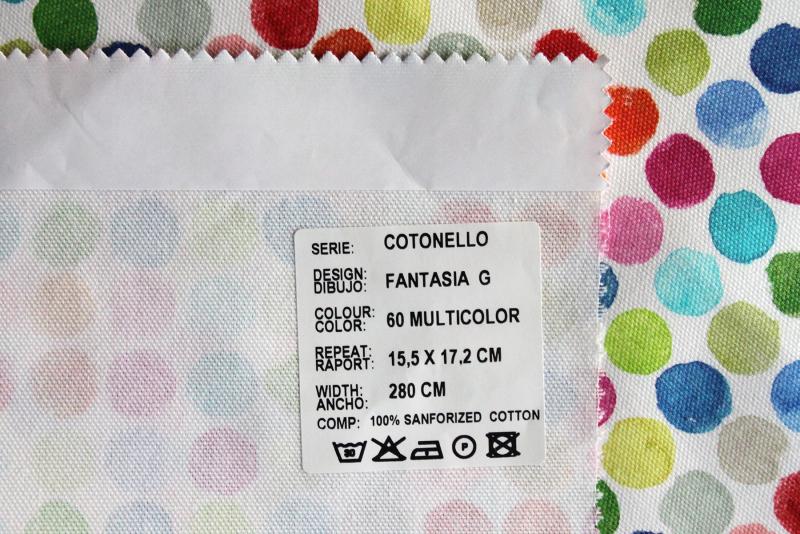 SERIE: COTONELLO
DESIGN:
DIBUJO: FANTASIA G
COLOUR:
COLOR: 60 MULTICOLOR
REPEAT:
RAPORT: 15,5 X 17,2 CM
WIDTH:
ANCHO: 280 CM
COMP: 100% SANFORIZED COTTON
30 P